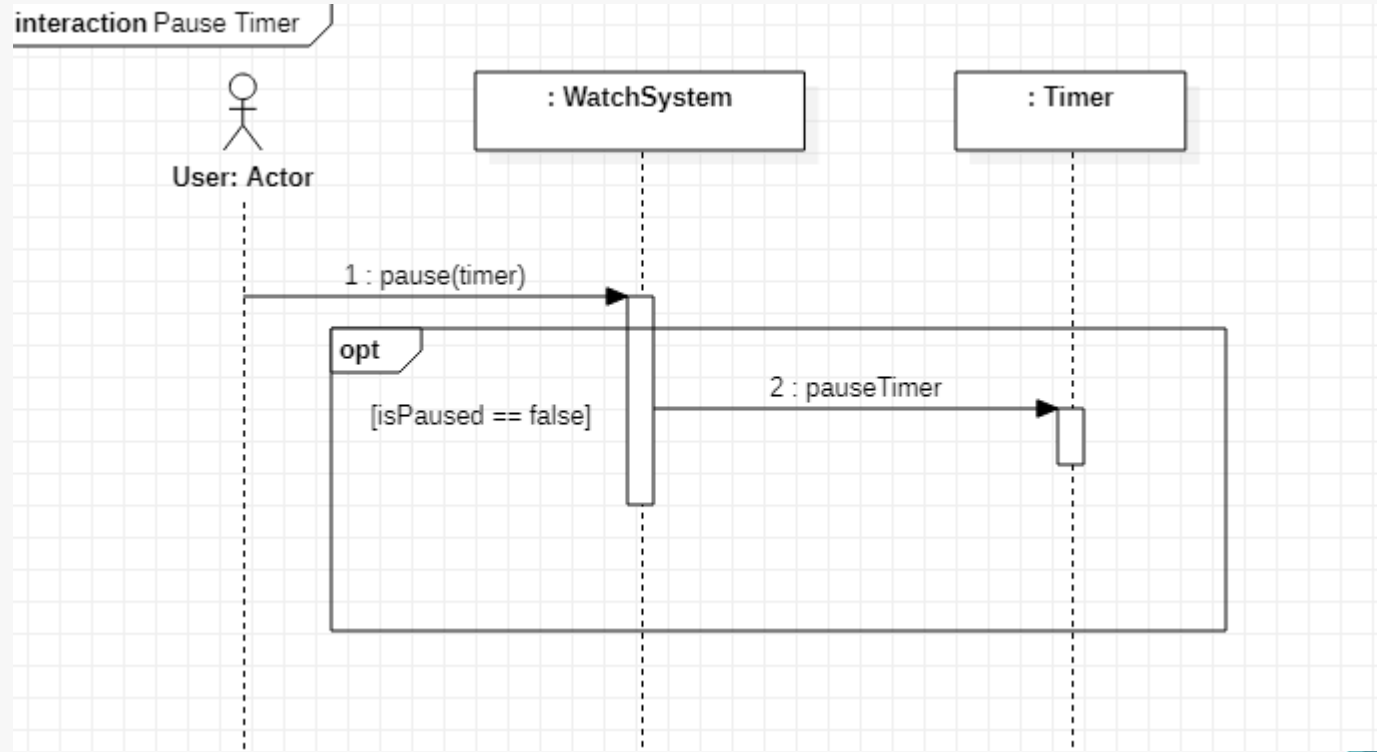 interaction Pause Timer
: WatchSystem
: Timer
User: Actor
1 : pause(timer)
opt
2 : pauseTimer
[isPaused == false]